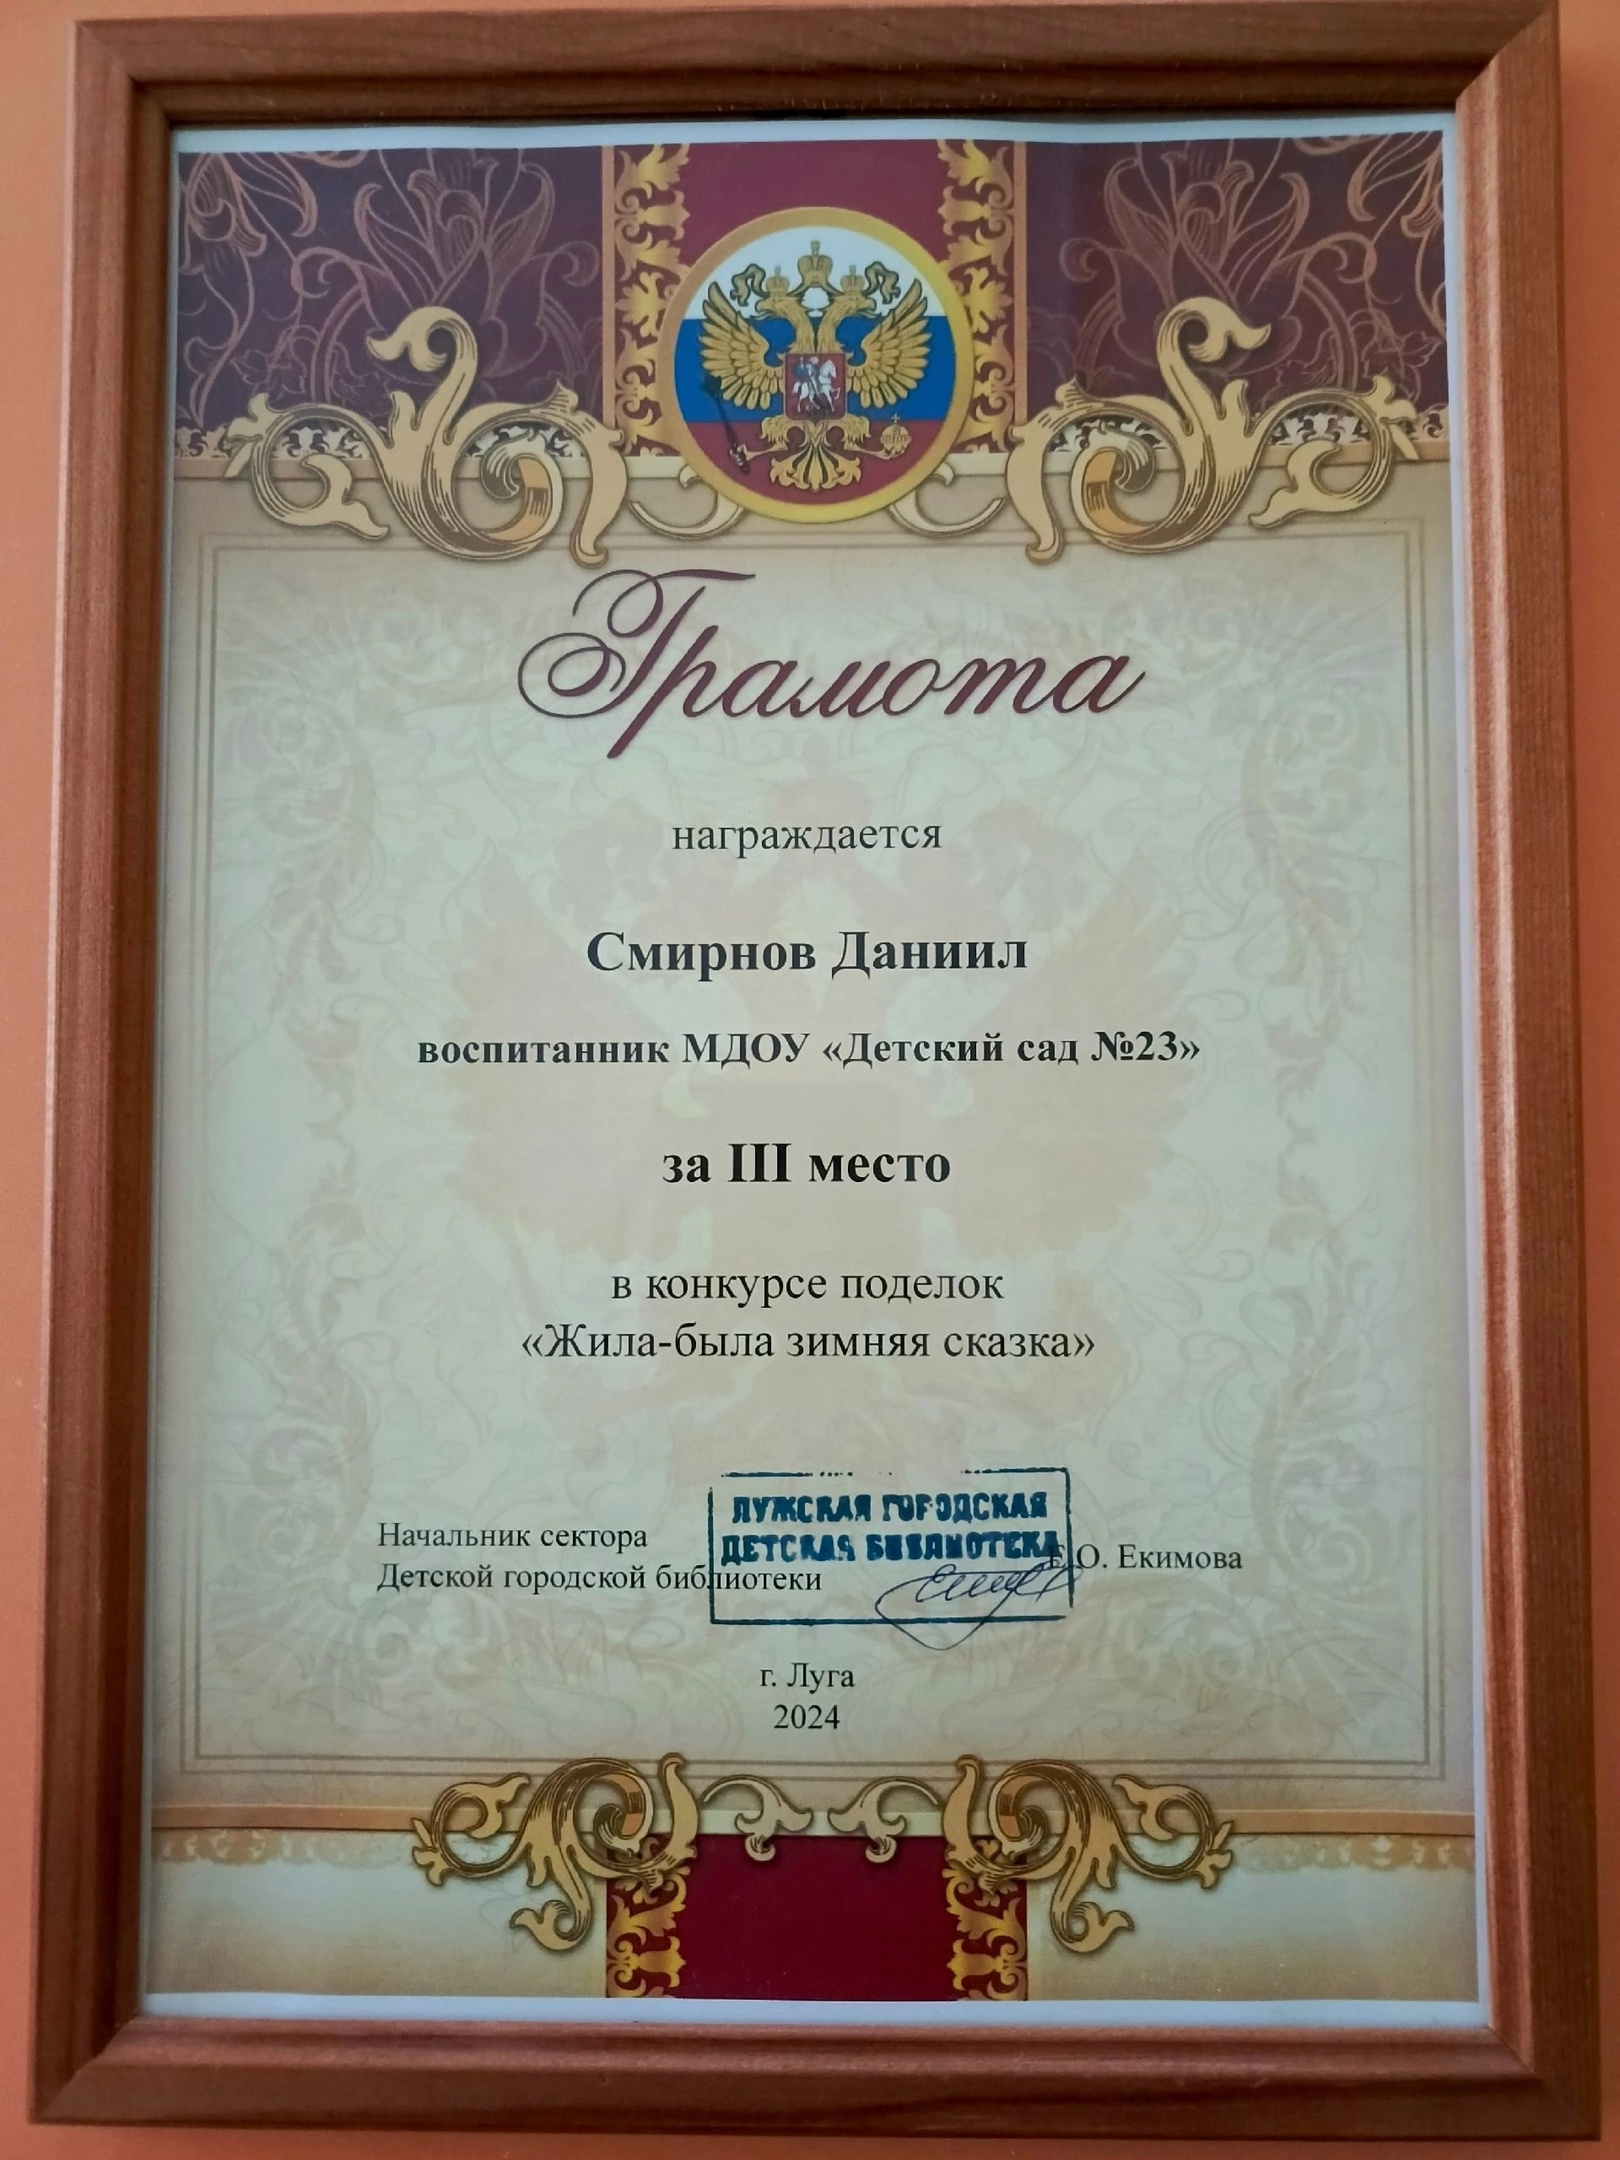 Грамота
награждается
Смирнов Даниил
воспитанник МДОУ «Детский сад №23»
за III место
в конкурсе поделок
«Жила-была зимняя сказка»
ЛУЖСКАЯ ГОРОДСКАЯ
ДЕТСКАЯ БИБЛИОТЕКА
Начальник сектора
Детской городской библиотеки
Е.О. Екимова
г. Луга
2024